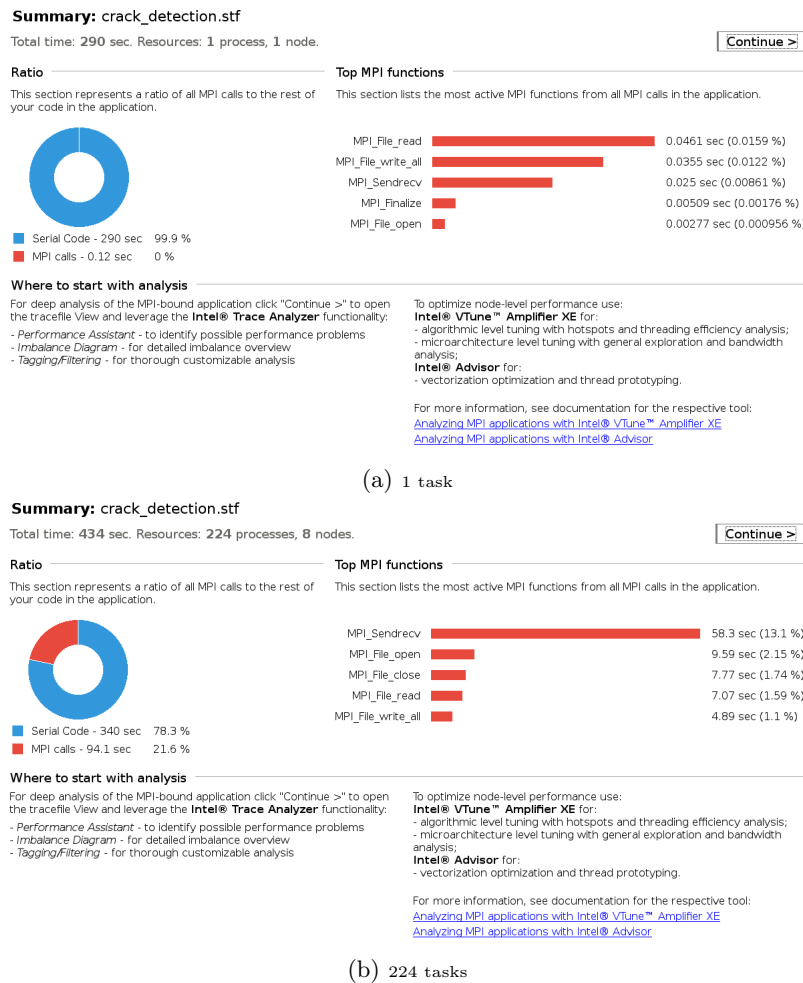 Summary: crack_detection.stf
Total time: 290 sec. Resources: 1 process, 1 node.
Continue >
Ratio
This section represents a ratio of all MPI calls to the rest of
your code in the application.
Serial Code - 290 sec 99.9 %
MPI calls - 0.12 sec 0 %
Top MPI functions
This section lists the most active MPI functions from all MPI calls in the application.
MPI_File_read 0.0461 sec (0.0159 %)
MPI_File_write_all 0.0355 sec (0.0122 %)
MPI_Sendrecv 0.025 sec (0.00861 %)
MPI_Finalize 0.00509 sec (0.00176 %)
MPI_File_open 0.00277 sec (0.000956 %)
Where to start with analysis
For deep analysis of the MPI-bound application click "Continue >" to open
the tracefile View and leverage the Intel® Trace Analyzer functionality:
- Performance Assistant - to identify possible performance problems
- Imbalance Diagram - for detailed imbalance overview
- Tagging/Filtering - for thorough customizable analysis
To optimize node-level performance use:
Intel® VTune™ Amplifier XE for:
- algorithmic level tuning with hotspots and threading efficiency analysis;
- microarchitecture level tuning with general exploration and bandwidth
analysis;
Intel® Advisor for:
- vectorization optimization and thread prototyping.
For more information, see documentation for the respective tool:
Analyzing MPI applications with Intel® VTune™ Amplifier XE
Analyzing MPI applications with Intel® Advisor
(a) 1 task
Summary: crack_detection.stf
Total time: 434 sec. Resources: 224 processes, 8 nodes.
Continue >
Ratio
This section represents a ratio of all MPI calls to the rest of
your code in the application.
Serial Code - 340 sec 78.3 %
MPI calls - 94.1 sec 21.6 %
Top MPI functions
This section lists the most active MPI functions from all MPI calls in the application.
MPI_Sendrecv 58.3 sec (13.1 %)
MPI_File_open 9.59 sec (2.15 %)
MPI_File_close 7.77 sec (1.74 %)
MPI_File_read 7.07 sec (1.59 %)
MPI_File_write_all 4.89 sec (1.1 %)
Where to start with analysis
For deep analysis of the MPI-bound application click "Continue >" to open
the tracefile View and leverage the Intel® Trace Analyzer functionality:
- Performance Assistant - to identify possible performance problems
- Imbalance Diagram - for detailed imbalance overview
- Tagging/Filtering - for thorough customizable analysis
To optimize node-level performance use:
Intel® VTune™ Amplifier XE for:
- algorithmic level tuning with hotspots and threading efficiency analysis;
- microarchitecture level tuning with general exploration and bandwidth
analysis;
Intel® Advisor for:
- vectorization optimization and thread prototyping.
For more information, see documentation for the respective tool:
Analyzing MPI applications with Intel® VTune™ Amplifier XE
Analyzing MPI applications with Intel® Advisor
(b) 224 tasks